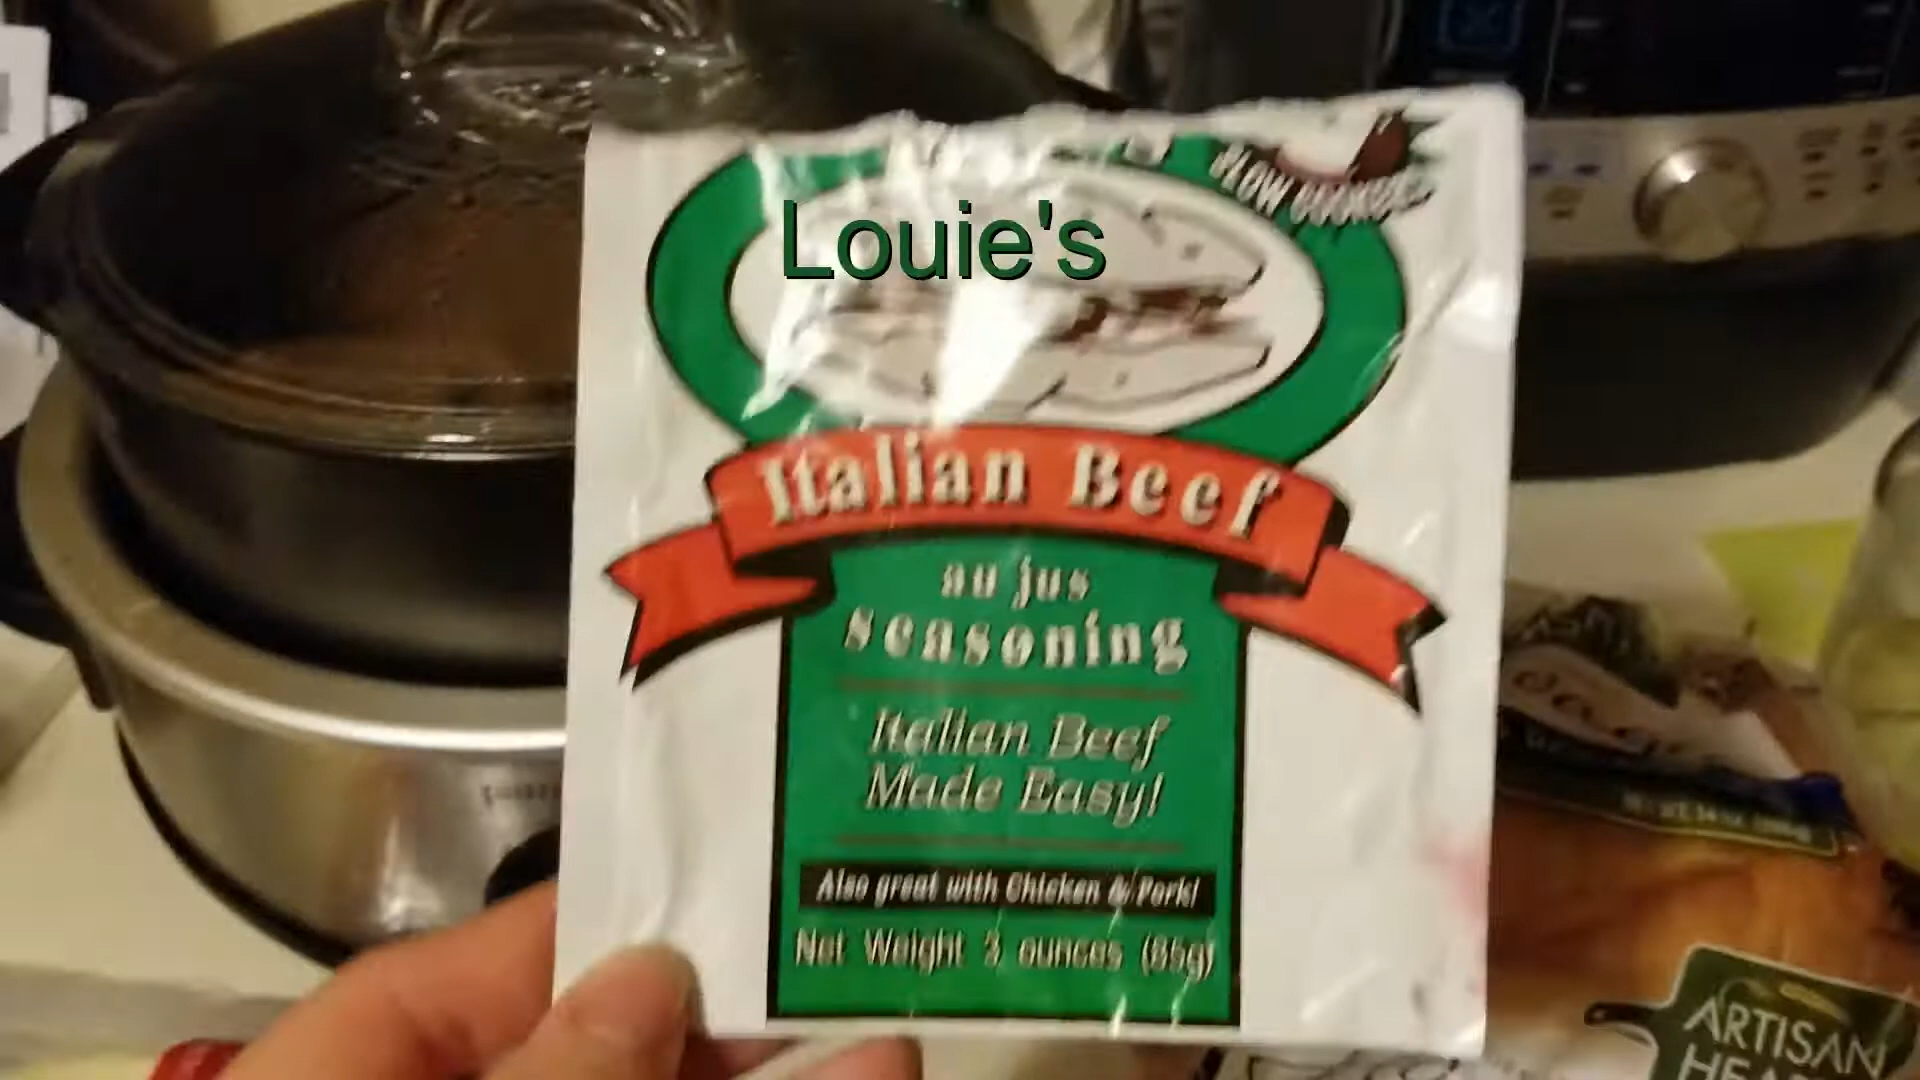 SLOW COOKER
Louie's
Italian Beef
au jus
seasoning
Italian Beef
Made Easy!
Also great with Chicken & Pork!
Net Weight 3 ounces (85g)
ARTISAN